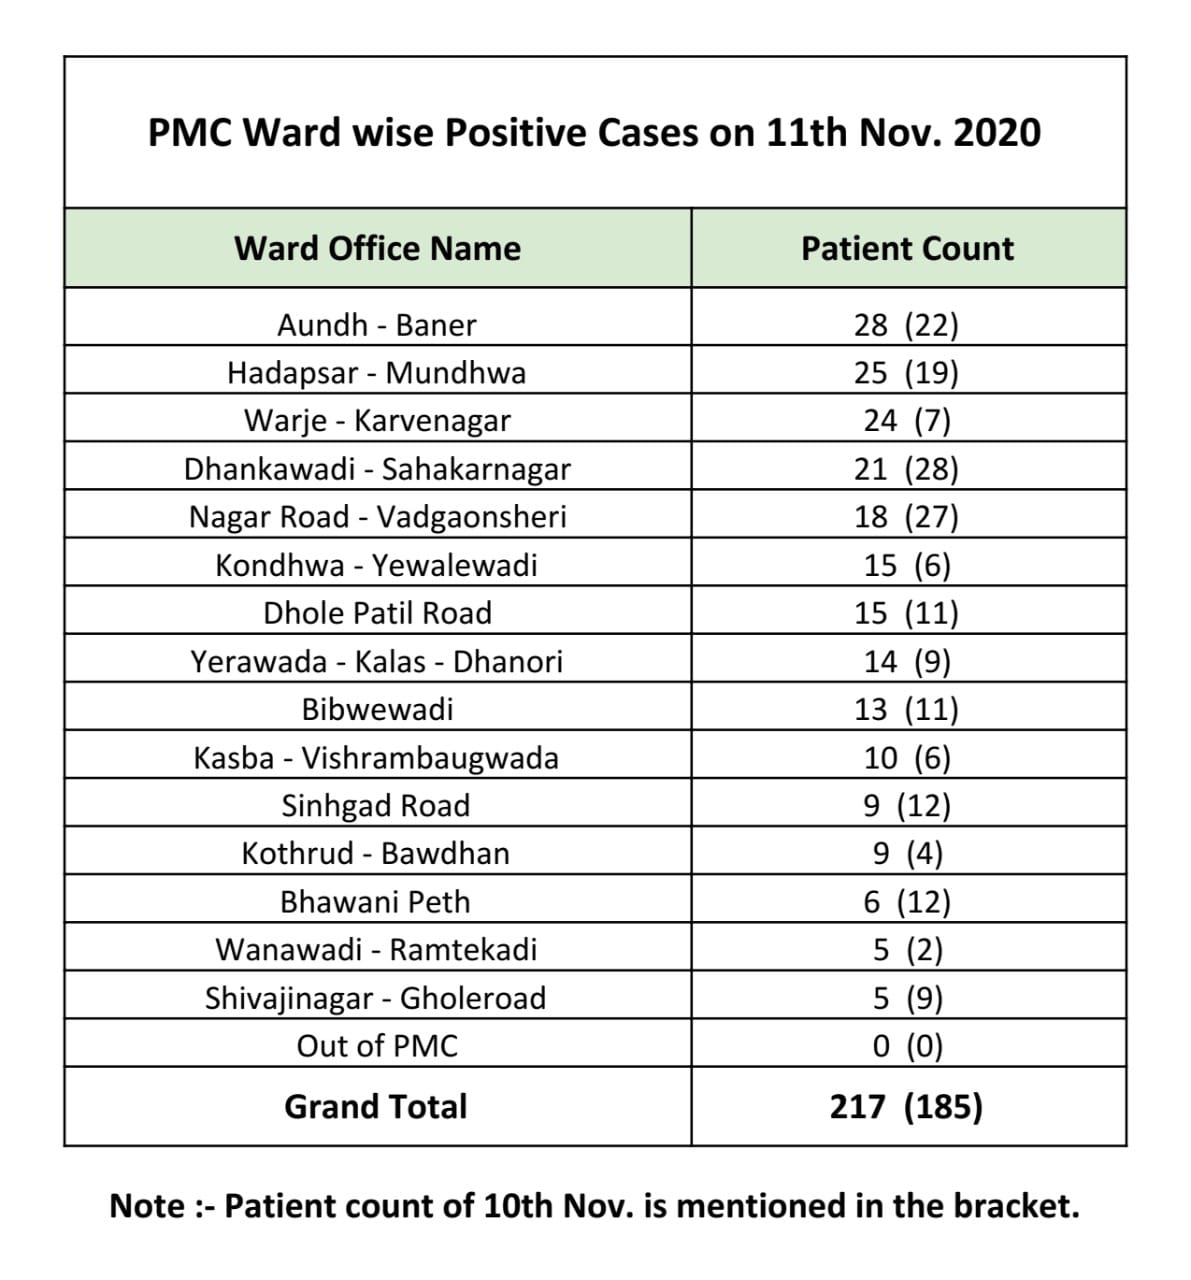 PMC Ward wise Positive Cases on 11th Nov. 2020
Ward Office Name Patient Count
Aundh - Baner 28 (22)
Hadapsar - Mundhwa 25 (19)
Warje - Karvenagar 24 (7)
Dhankawadi - Sahakarnagar 21 (28)
Nagar Road - Vadgaonsheri 18 (27)
Kondhwa - Yewalewadi 15 (6)
Dhole Patil Road 15 (11)
Yerawada - Kalas - Dhanori 14 (9)
Bibwewadi 13 (11)
Kasba - Vishrambaugwada 10 (6)
Sinhgad Road 9 (12)
Kothrud - Bawdhan 9 (4)
Bhawani Peth 6 (12)
Wanawadi - Ramtekadi 5 (2)
Shivajinagar - Gholeroad 5 (9)
Out of PMC 0 (0)
Grand Total 217 (185)
Note :- Patient count of 10th Nov. is mentioned in the bracket.